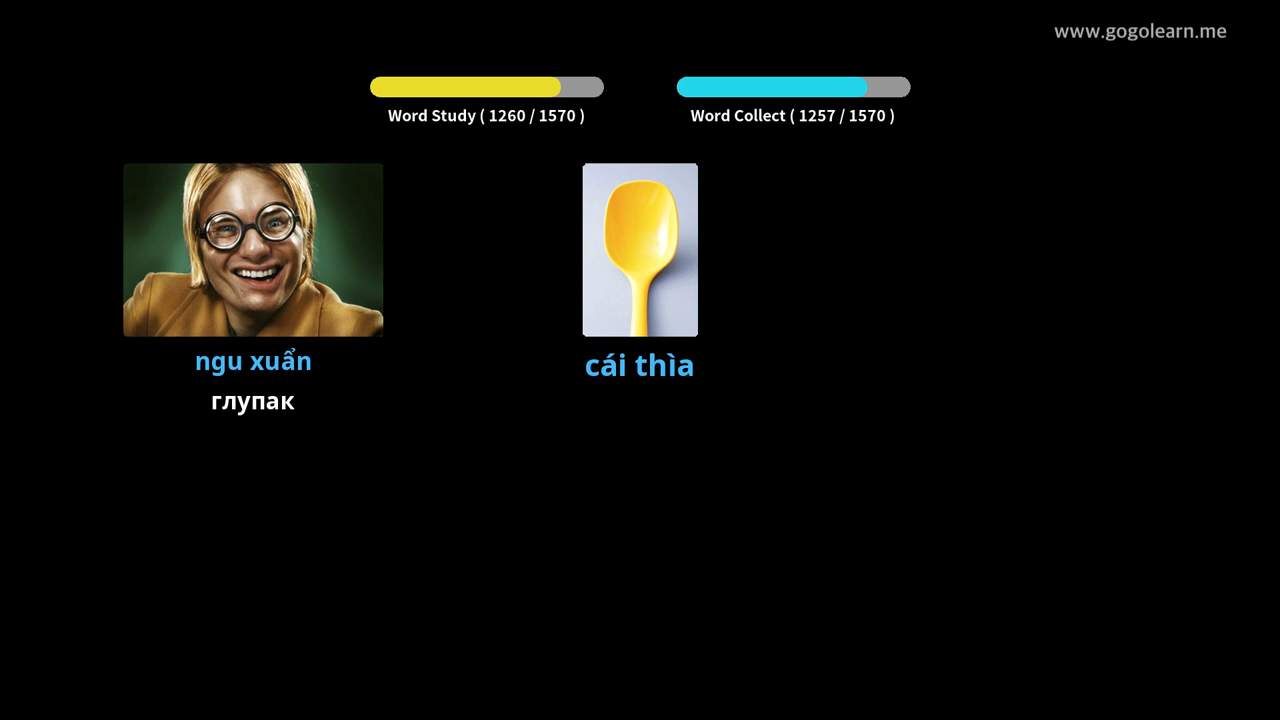 www.gogolearn.me
Word Study ( 1260 / 1570 )
Word Collect ( 1257 / 1570 )
ngu xuẩn
глупак
cái thìa